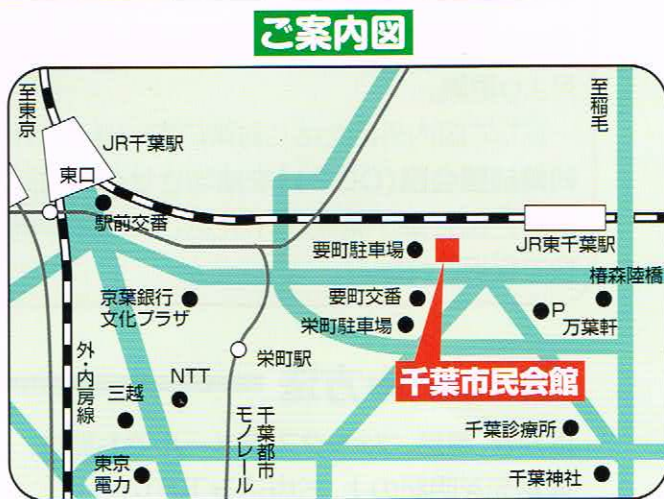 ご案内図
至東京
至稲毛
JR千葉駅
東口
駅前交番
要町駐車場
JR東千葉駅
椿森陸橋
京葉銀行
文化プラザ
要町交番
P
万葉軒
栄町駐車場
外・内房線
栄町駅
千葉市民会館
三越
NTT
千葉都市
モノレール
千葉診療所
東京
電力
千葉神社